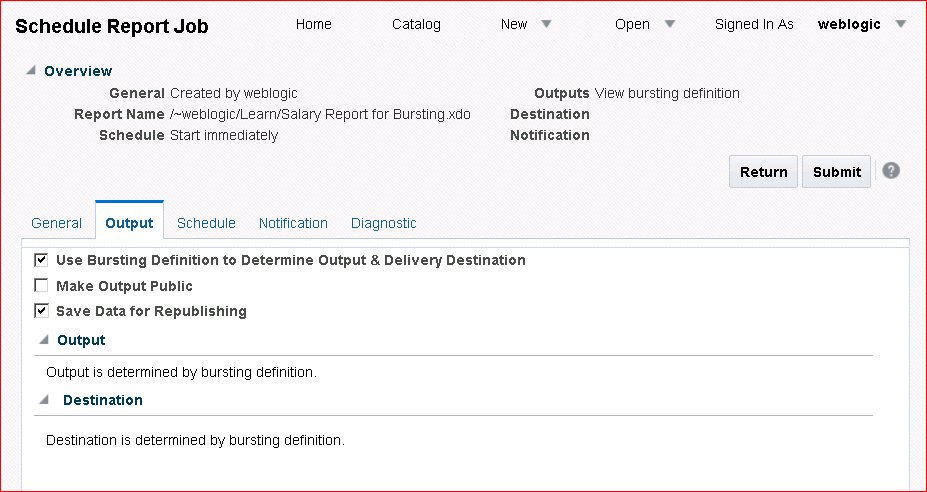 Schedule Report Job Home Catalog New Open Signed In As weblogic
Overview
General Created by weblogic Outputs View bursting definition
Report Name /~weblogic/Learn/Salary Report for Bursting.xdo Destination
Schedule Start immediately Notification
Return Submit ?
General Output Schedule Notification Diagnostic
Use Bursting Definition to Determine Output & Delivery Destination
Make Output Public
Save Data for Republishing
Output
Output is determined by bursting definition.
Destination
Destination is determined by bursting definition.